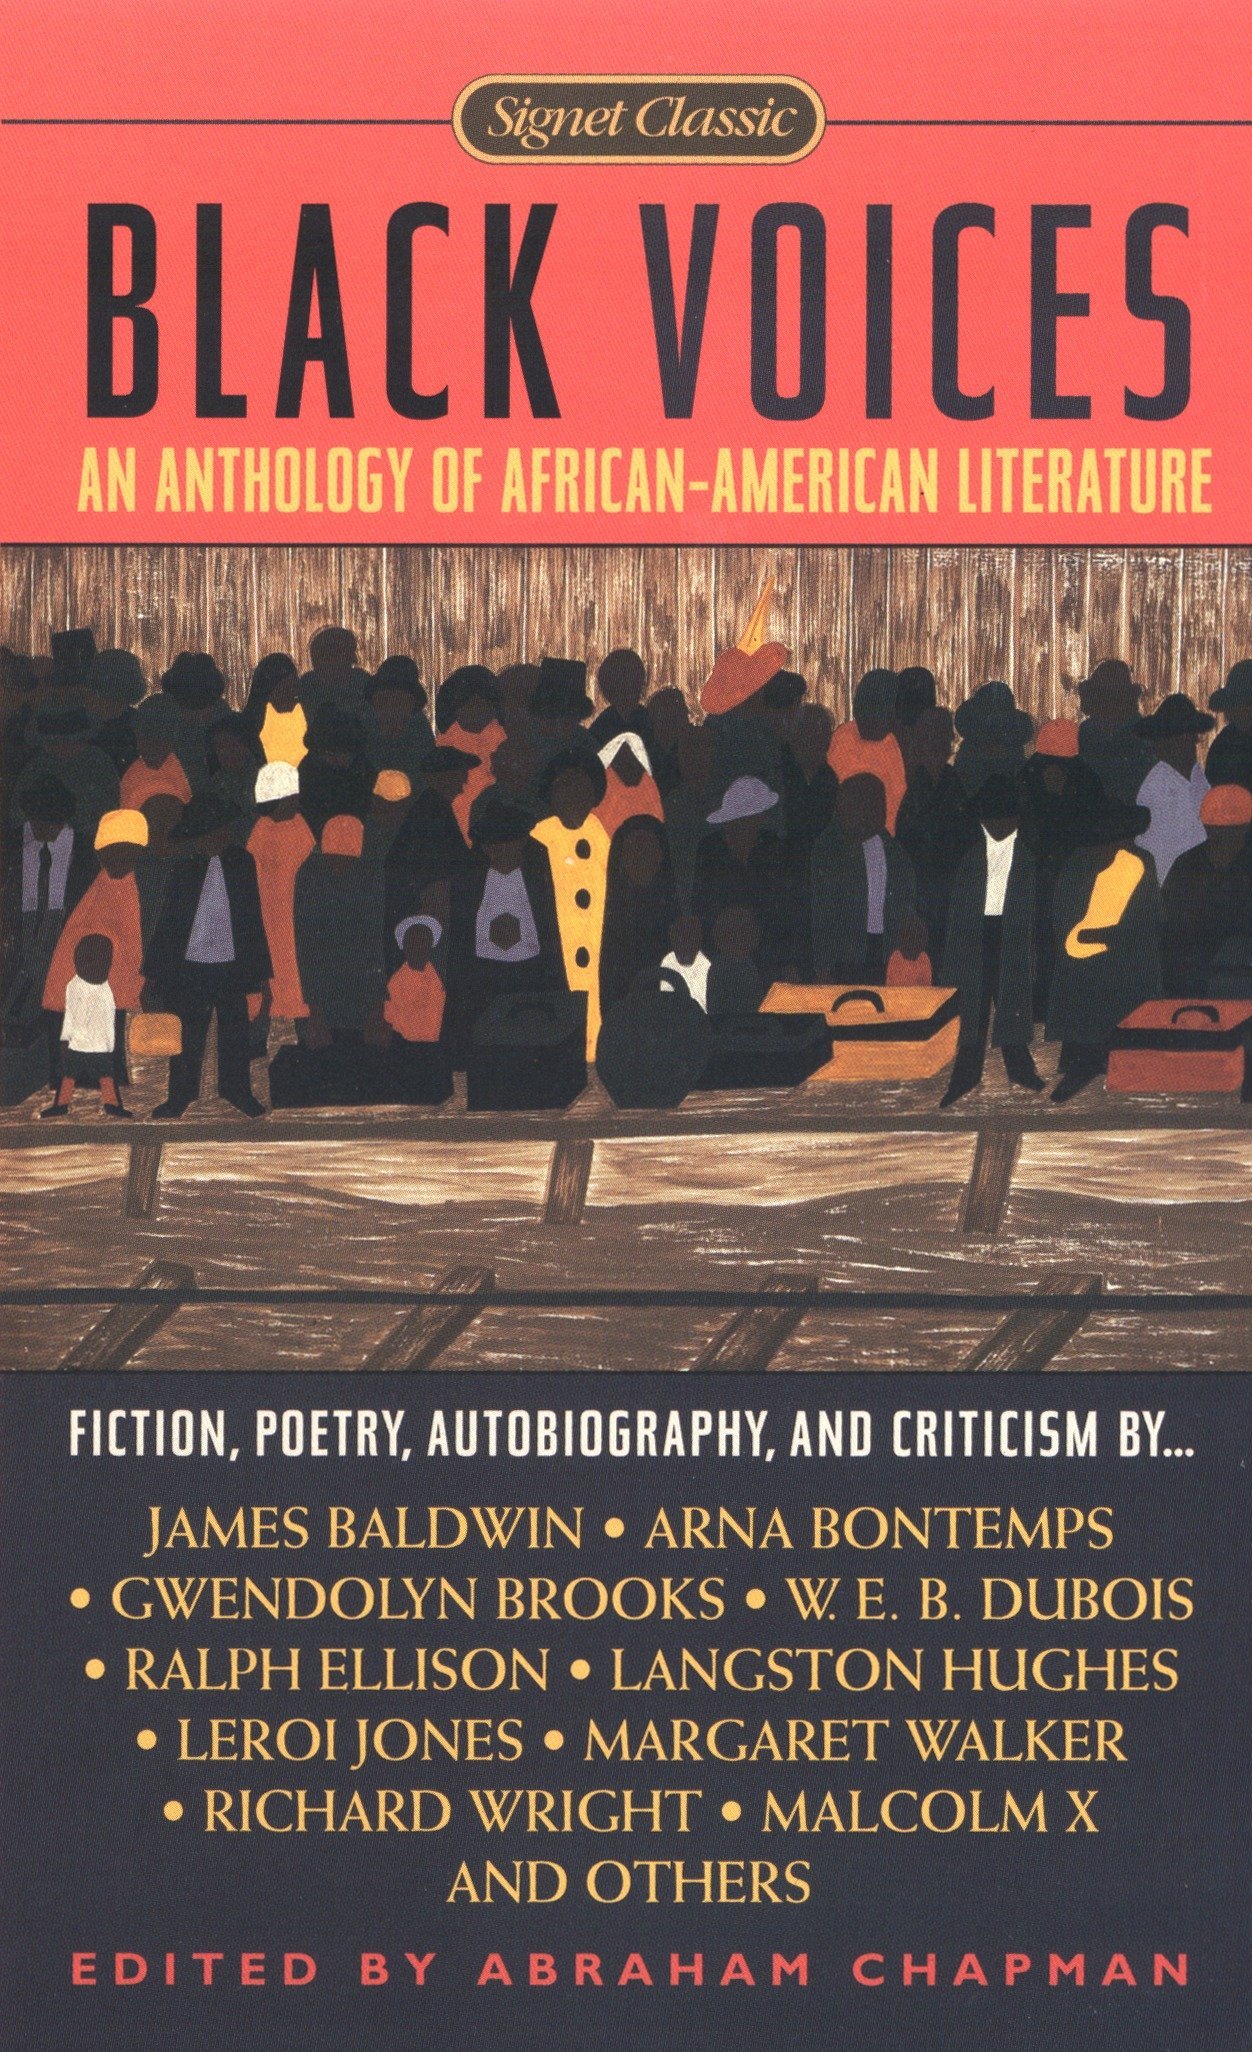 Signet Classic
BLACK VOICES
AN ANTHOLOGY OF AFRICAN-AMERICAN LITERATURE
FICTION, POETRY, AUTOBIOGRAPHY, AND CRITICISM BY...
JAMES BALDWIN • ARNA BONTEMPS
• GWENDOLYN BROOKS • W. E. B. DUBOIS
• RALPH ELLISON • LANGSTON HUGHES
• LEROI JONES • MARGARET WALKER
• RICHARD WRIGHT • MALCOLM X
AND OTHERS
EDITED BY ABRAHAM CHAPMAN